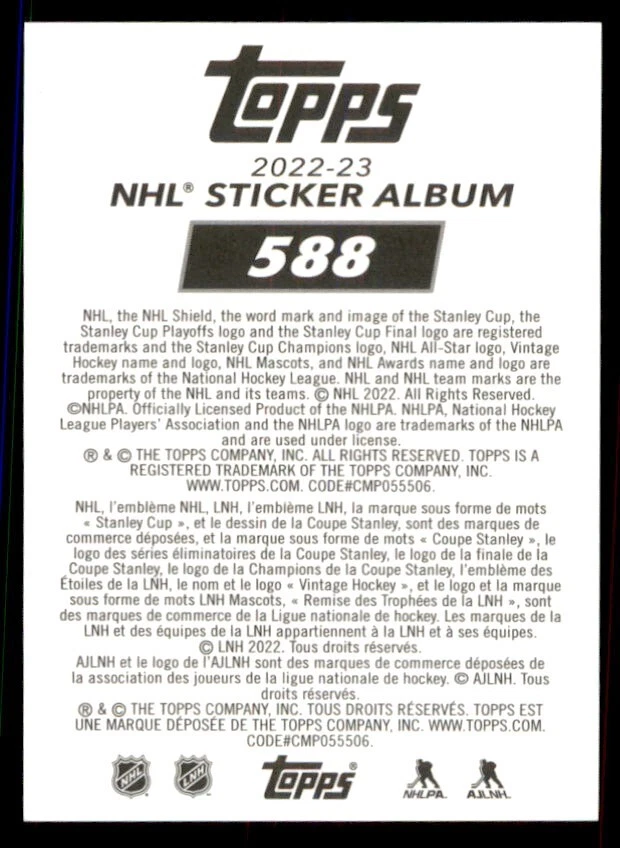 Topps
2022-23
NHL® STICKER ALBUM
588
NHL, the NHL Shield, the word mark and image of the Stanley Cup, the
Stanley Cup Playoffs logo and the Stanley Cup Final logo are registered
trademarks and the Stanley Cup Champions logo, NHL All-Star logo, Vintage
Hockey name and logo, NHL Mascots, and NHL Awards name and logo are
trademarks of the National Hockey League. NHL and NHL team marks are the
property of the NHL and its teams. © NHL 2022. All Rights Reserved.
©NHLPA. Officially Licensed Product of the NHLPA. NHLPA, National Hockey
League Players' Association and the NHLPA logo are trademarks of the NHLPA
and are used under license.
® & © THE TOPPS COMPANY, INC. ALL RIGHTS RESERVED. TOPPS IS A
REGISTERED TRADEMARK OF THE TOPPS COMPANY, INC.
WWW.TOPPS.COM. CODE#CMP055506.
NHL, l'emblème NHL, LNH, l'emblème LNH, la marque sous forme de mots
« Stanley Cup », et le dessin de la Coupe Stanley, sont des marques de
commerce déposées, et la marque sous forme de mots « Coupe Stanley », le
logo des séries éliminatoires de la Coupe Stanley, le logo de la finale de la
Coupe Stanley, le logo de la Champions de la Coupe Stanley, l'emblème des
Étoiles de la LNH, le nom et le logo « Vintage Hockey », et le logo et la marque
sous forme de mots LNH Mascots, « Remise des Trophées de la LNH », sont
des marques de commerce de la Ligue nationale de hockey. Les marques de la
LNH et des équipes de la LNH appartiennent à la LNH et à ses équipes.
© LNH 2022. Tous droits réservés.
AJLNH et le logo de l'AJLNH sont des marques de commerce déposées de
la association des joueurs de la ligue nationale de hockey. © AJLNH. Tous
droits réservés.
® & © THE TOPPS COMPANY, INC. TOUS DROITS RÉSERVÉS. TOPPS EST
UNE MARQUE DÉPOSÉE DE THE TOPPS COMPANY, INC. WWW.TOPPS.COM.
CODE#CMP055506.
NHL LNH Topps® NHLPA AJLNH